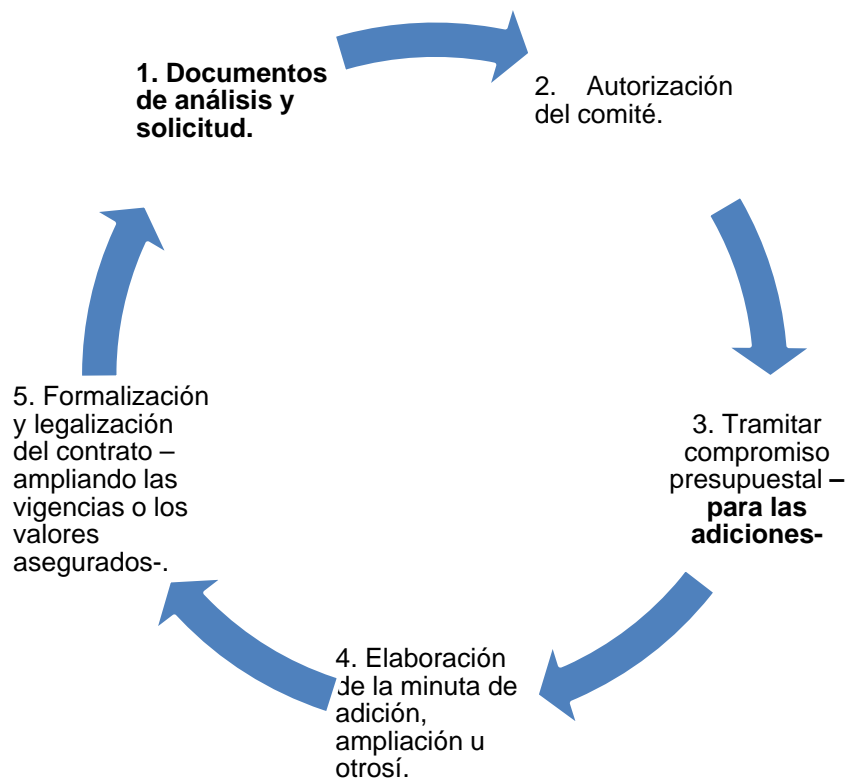 1. Documentos
de análisis y
solicitud.
2. Autorización
del comité.
3. Tramitar
compromiso
presupuestal –
para las
adiciones-
4. Elaboración
de la minuta de
adición,
ampliación u
otrosí.
5. Formalización
y legalización
del contrato –
ampliando las
vigencias o los
valores
asegurados-.